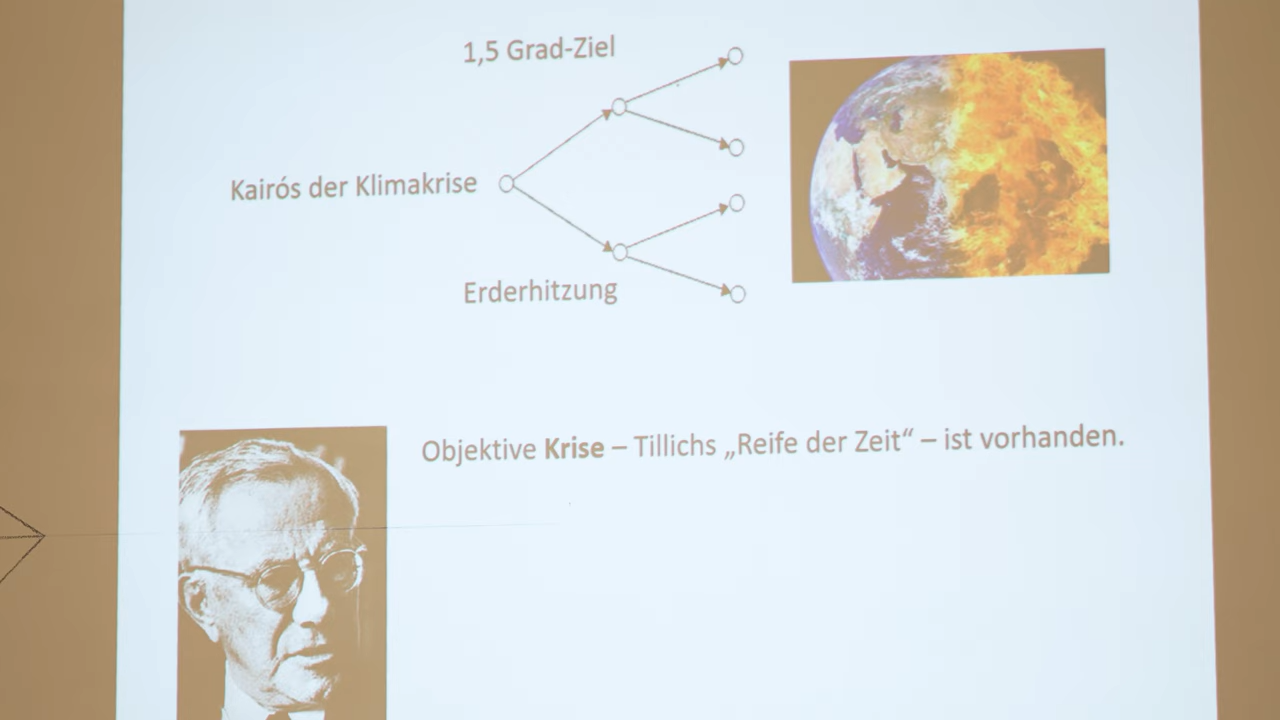 1,5 Grad-Ziel
Kairós der Klimakrise
Erderhitzung
Objektive Krise – Tillichs „Reife der Zeit“ – ist vorhanden.